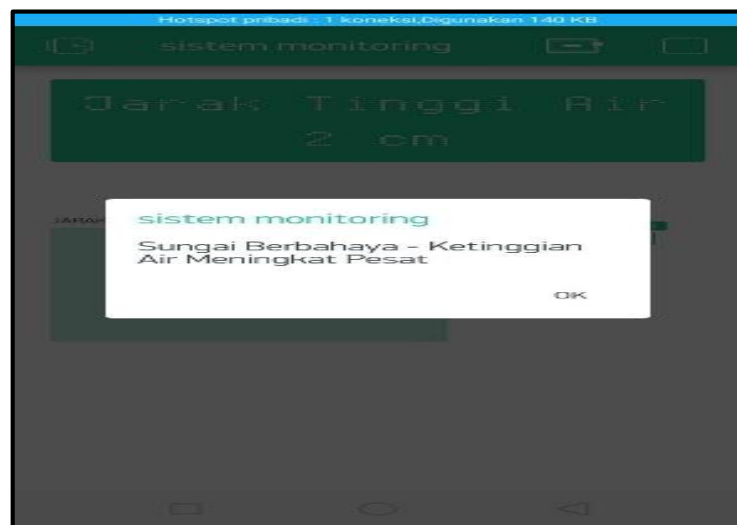 Hotspot pribadi : 1 koneksi,Digunakan 140 KB
sistem monitoring
Jarak Tinggi Air
2 cm
sistem monitoring
Sungai Berbahaya - Ketinggian
Air Meningkat Pesat
OK